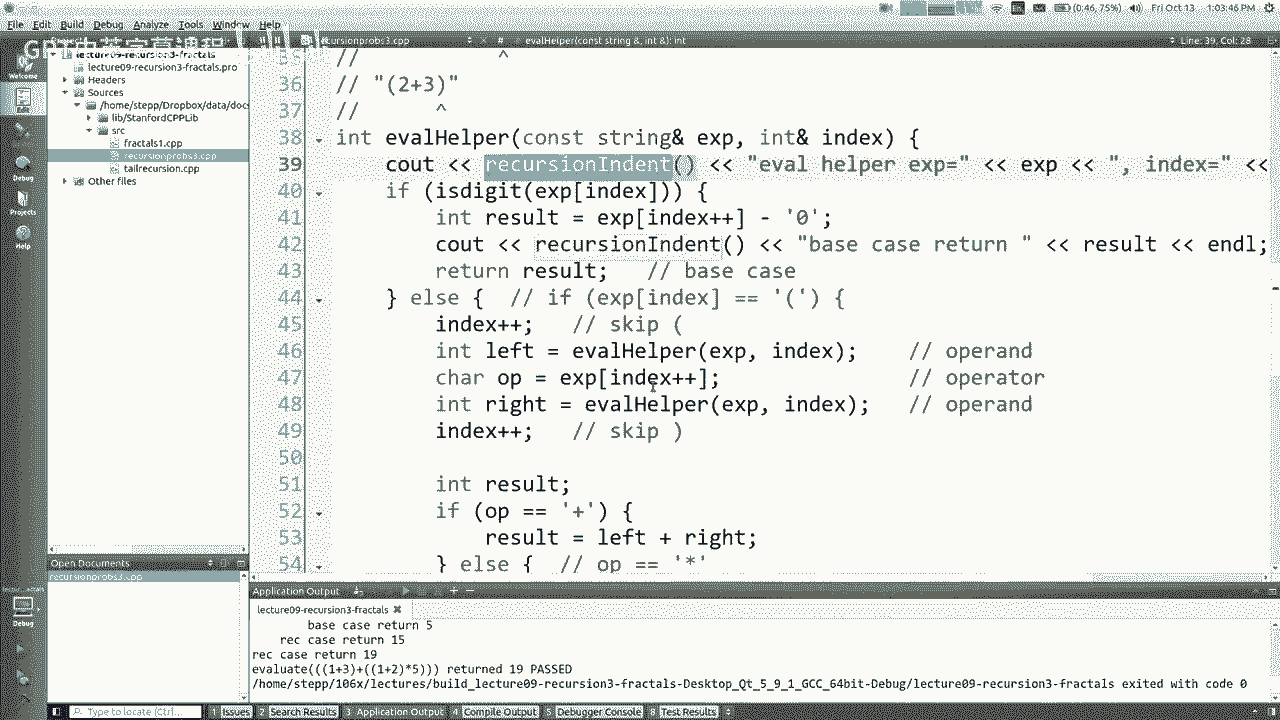 (0:46, 75%) Fri Oct 13 1:03:46 PM
File Edit Build Debug Analyze Tools Window Help
evalHelper(const string &, int &): int Line: 39, Col: 28
Welcome
lecture09-recursion3-fractals
lecture09-recursion3-fractals.pro
Headers
Sources
/home/stepp/Dropbox/data/doc
lib/StanfordCPPLib
src
fractals1.cpp
recursionprobs3.cpp
tailrecursion.cpp
Other files
Debug
Projects
Help
// ^
36 // "(2+3)"
37 // ^
38 int evalHelper(const string& exp, int& index) {
39 cout << recursionIndent() << "eval helper exp=" << exp << ", index=" <<
40 if (isdigit(exp[index])) {
41 int result = exp[index++] - '0';
42 cout << recursionIndent() << "base case return " << result << endl;
43 return result; // base case
44 } else { // if (exp[index] == '(') {
45 index++; // skip (
46 int left = evalHelper(exp, index); // operand
47 char op = exp[index++]; // operator
48 int right = evalHelper(exp, index); // operand
49 index++; // skip )
50
51 int result;
52 if (op == '+') {
53 result = left + right;
54 } else { // op == '*'
Open Documents
recursionprobs3.cpp
Debug
Application Output
lecture09-recursion3-fractals
base case return 5
rec case return 15
rec case return 19
evaluate(((1+3)+((1+2)*5))) returned 19 PASSED
/home/stepp/106x/lectures/build_lecture09-recursion3-fractals-Desktop_Qt_5_9_1_GCC_64bit-Debug/lecture09-recursion3-fractals exited with code 0
Type to locate (Ctrl... 1 Issues 2 Search Results 3 Application Output 4 Compile Output 5 Debugger Console 8 Test Results